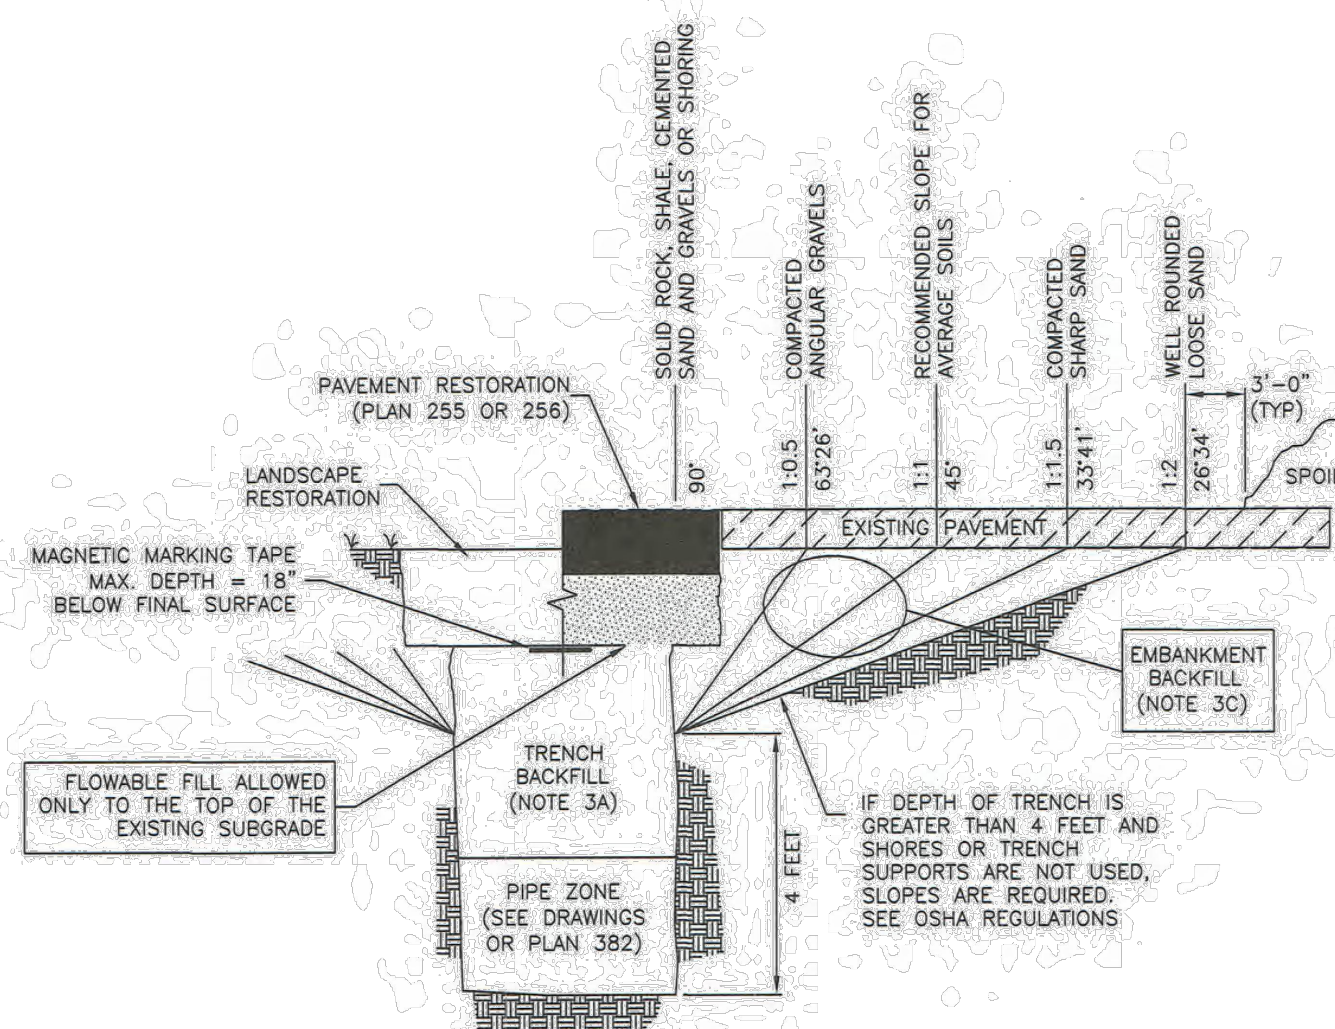 SOLID ROCK, SHALE, CEMENTED
SAND AND GRAVELS OR SHORING
90°
COMPACTED
ANGULAR GRAVELS
1:0.5
63°26'
RECOMMENDED SLOPE FOR
AVERAGE SOILS
1:1
45°
COMPACTED
SHARP SAND
1:1.5
33°41'
WELL ROUNDED
LOOSE SAND
1:2
26°34'
3'-0"
(TYP)
PAVEMENT RESTORATION
(PLAN 255 OR 256)
LANDSCAPE
RESTORATION
SPOI
EXISTING PAVEMENT
MAGNETIC MARKING TAPE
MAX. DEPTH = 18"
BELOW FINAL SURFACE
EMBANKMENT
BACKFILL
(NOTE 3C)
TRENCH
BACKFILL
(NOTE 3A)
FLOWABLE FILL ALLOWED
ONLY TO THE TOP OF THE
EXISTING SUBGRADE
4 FEET
IF DEPTH OF TRENCH IS
GREATER THAN 4 FEET AND
SHORES OR TRENCH
SUPPORTS ARE NOT USED,
SLOPES ARE REQUIRED.
SEE OSHA REGULATIONS
PIPE ZONE
(SEE DRAWINGS
OR PLAN 382)